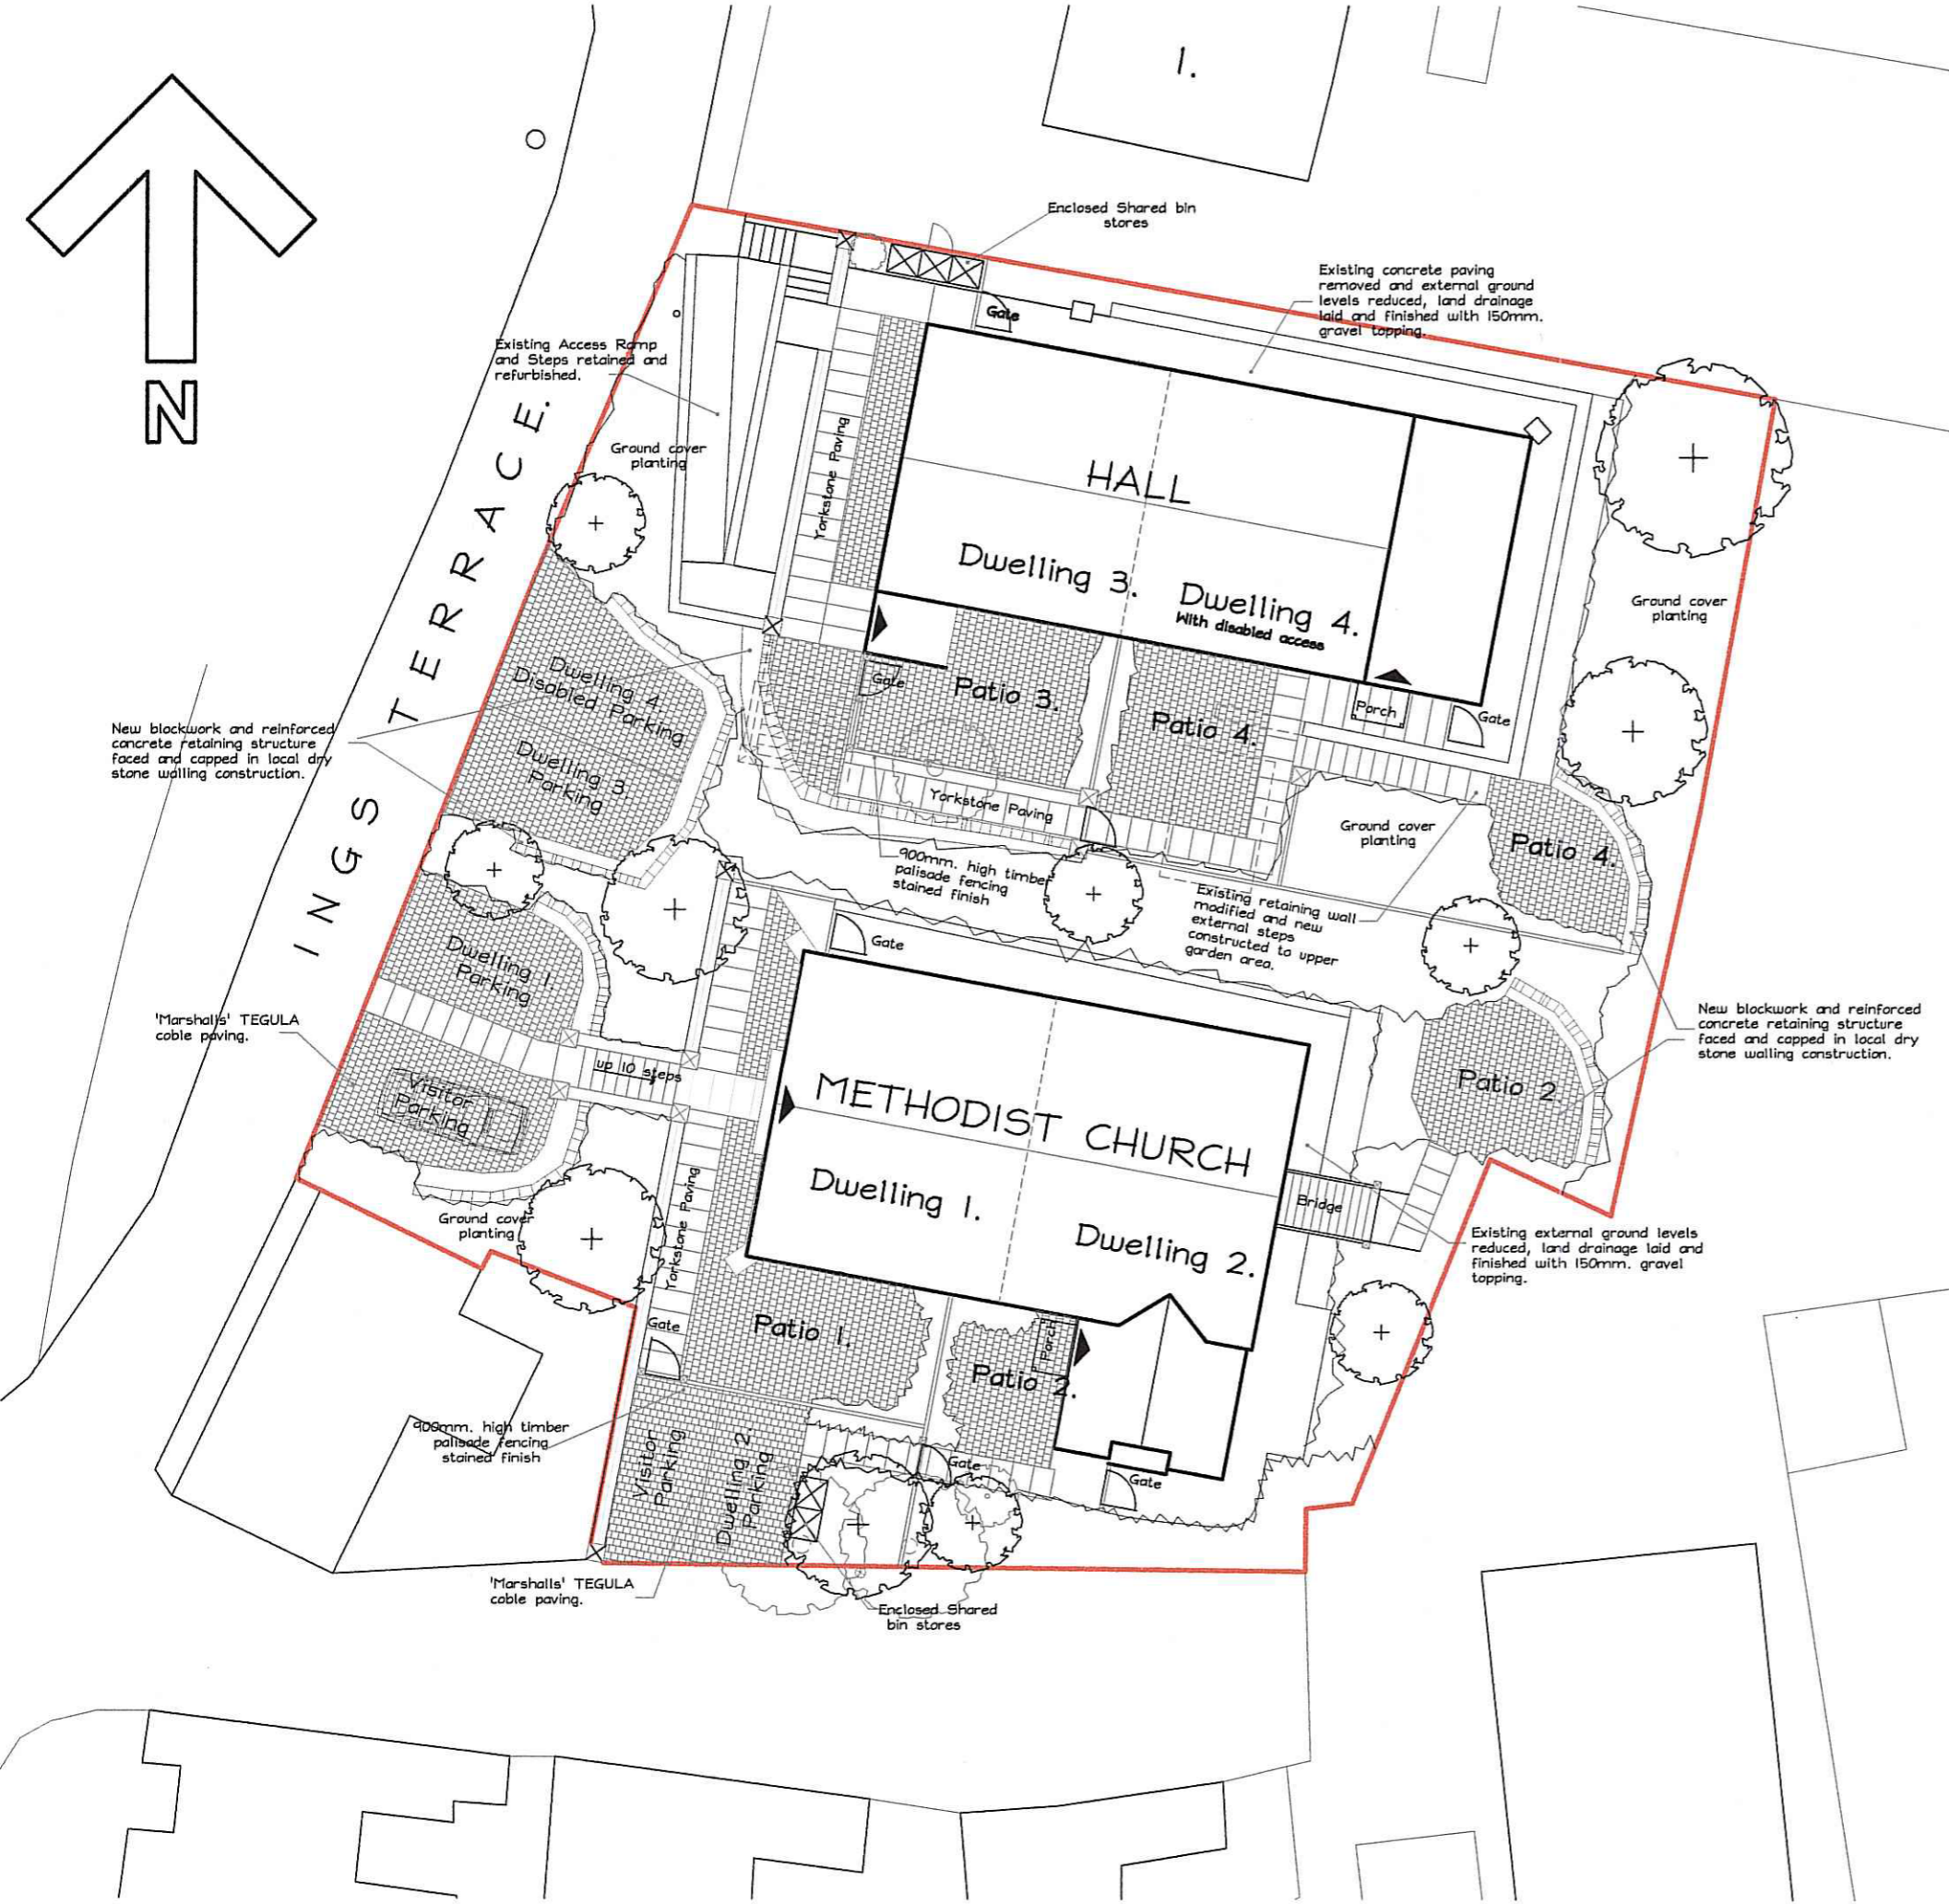 1.
N
Enclosed Shared bin
stores
Existing concrete paving
removed and external ground
levels reduced, land drainage
laid and finished with 150mm.
gravel topping.
Gate
Existing Access Ramp
and Steps retained and
refurbished.
INGS TERRACE.
Ground cover
planting
Yorkstone Paving
HALL
Dwelling 3.
Dwelling 4.
With disabled access
Ground cover
planting
Dwelling 4.
Disabled Parking
Dwelling 3.
Parking
Gate
Patio 3.
Patio 4.
Porch
Gate
New blockwork and reinforced
concrete retaining structure
faced and capped in local dry
stone walling construction.
Yorkstone Paving
Ground cover
planting
Patio 4.
900mm. high timber
palisade fencing
stained finish
Existing retaining wall
modified and new
external steps
constructed to upper
garden area.
Gate
Dwelling 1.
Parking
'Marshalls' TEGULA
coble paving.
up 10 steps
Visitor
Parking
METHODIST CHURCH
Dwelling 1.
Dwelling 2.
Patio 2
New blockwork and reinforced
concrete retaining structure
faced and capped in local dry
stone walling construction.
Bridge
Ground cover
planting
Yorkstone Paving
Existing external ground levels
reduced, land drainage laid and
finished with 150mm. gravel
topping.
Gate
Patio 1.
Porch
Patio 2.
900mm. high timber
palisade fencing
stained finish
Visitor
Parking
Dwelling 2.
Parking
Gate
Gate
'Marshalls' TEGULA
coble paving.
Enclosed Shared
bin stores